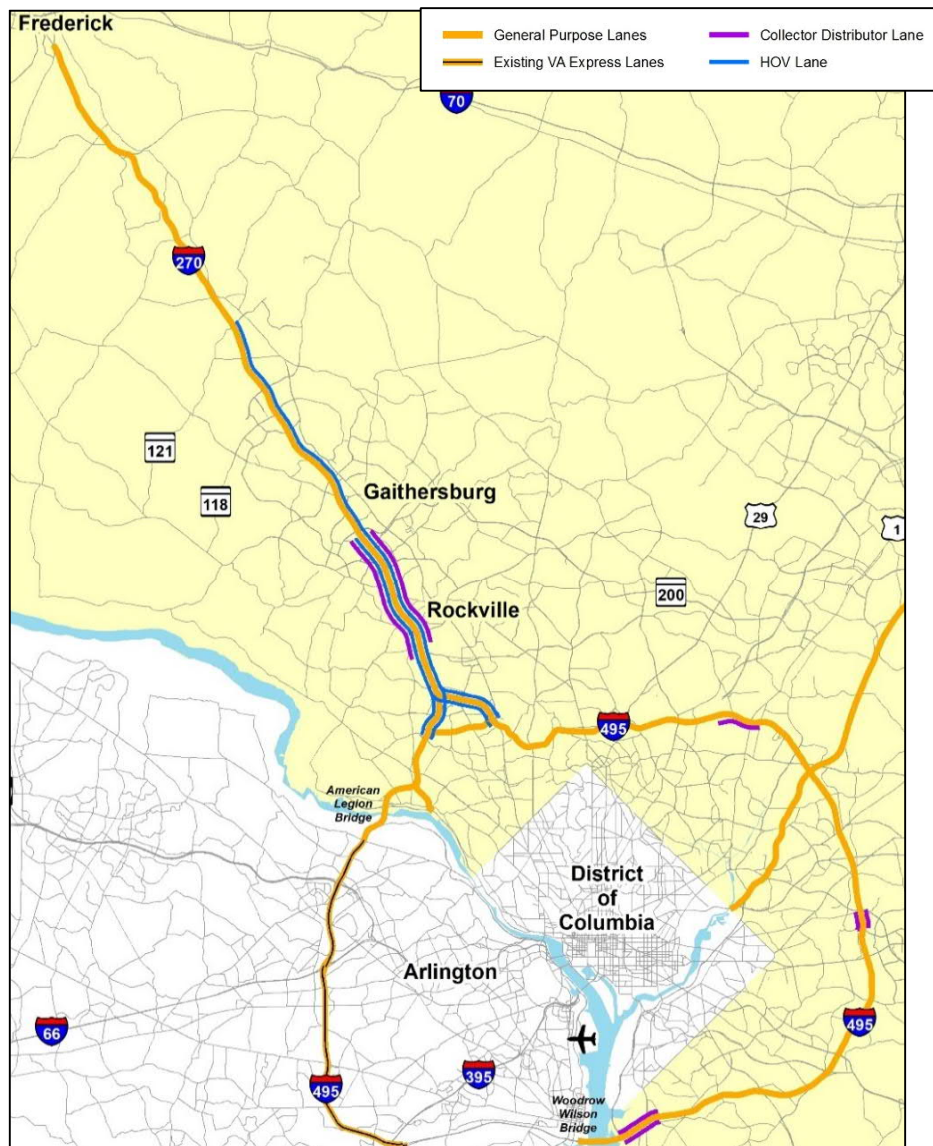 Frederick
General Purpose Lanes
Collector Distributor Lane
Existing VA Express Lanes
HOV Lane
70
270
121
118
Gaithersburg
29
1
200
Rockville
495
American
Legion
Bridge
District
of
Columbia
Arlington
66
495
395
495
Woodrow
Wilson
Bridge